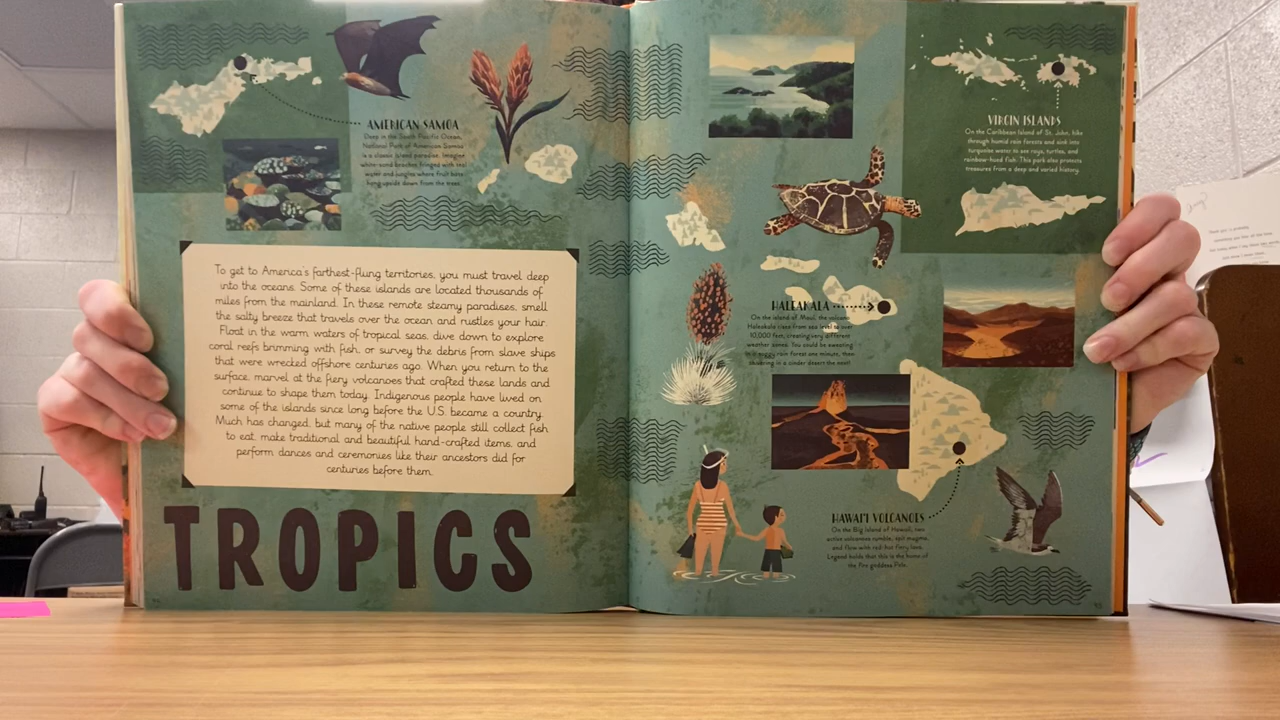 AMERICAN SAMOA
Deep in the South Pacific Ocean,
National Park of American Samoa
is a classic island paradise. Imagine
white-sand beaches fringed with teal
water and jungles where fruit bats
hang upside down from the trees.
To get to America's farthest-flung territories, you must travel deep
into the oceans. Some of these islands are located thousands of
miles from the mainland. In these remote steamy paradises, smell
the salty breeze that travels over the ocean and rustles your hair.
Float in the warm waters of tropical seas, dive down to explore
coral reefs brimming with fish, or survey the debris from slave ships
that were wrecked offshore centuries ago. When you return to the
surface, marvel at the fiery volcanoes that crafted these lands and
continue to shape them today. Indigenous people have lived on
some of the islands since long before the U.S. became a country.
Much has changed, but many of the native people still collect fish
to eat, make traditional and beautiful hand-crafted items, and
perform dances and ceremonies like their ancestors did for
centuries before them.
TROPICS
VIRGIN ISLANDS
On the Caribbean Island of St. John, hike
through humid rain forests and sink into
turquoise water to see rays, turtles, and
rainbow-hued fish. This park also protects
treasures from a deep and varied history.
HALEAKALA
On the island of Maui, the volcano
Haleakala rises from sea level to over
10,000 feet, creating very different
weather zones. You could be sweating
in a muggy rain forest one minute, then
shivering in a cinder desert the next!
HAWAI'I VOLCANOES
On the Big Island of Hawaii, two
active volcanoes rumble, spit magma,
and flow with red-hot fiery lava.
Legend holds that this is the home of
the fire goddess Pele.